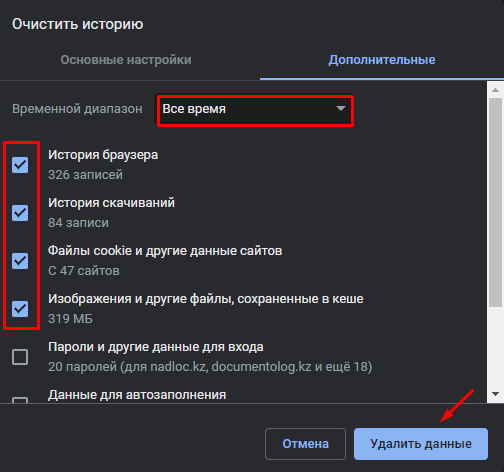 Очистить историю
Основные настройки
Дополнительные
Временной диапазон Все время
История браузера
326 записей
История скачиваний
84 записи
Файлы cookie и другие данные сайтов
С 47 сайтов
Изображения и другие файлы, сохраненные в кеше
319 МБ
Пароли и другие данные для входа
20 паролей (для nadloc.kz, documentolog.kz и ещё 18)
Данные для автозаполнения
Отмена
Удалить данные